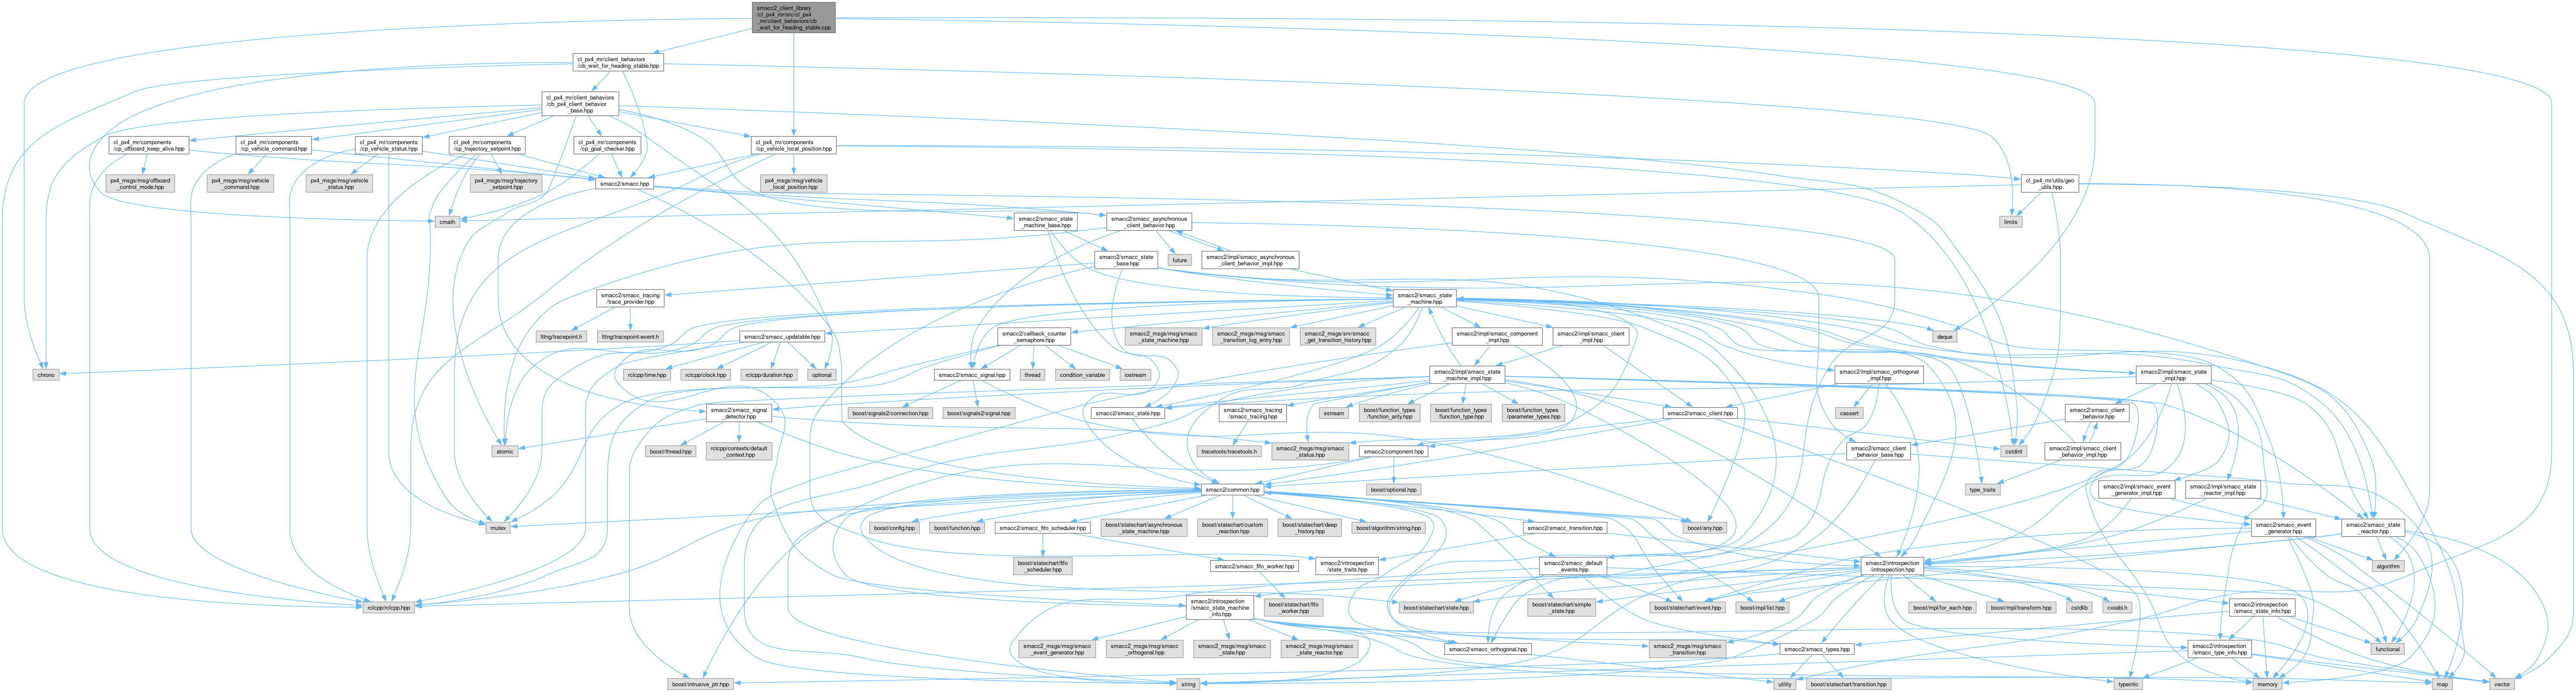 smacc2_client_library
/cl_px4_mr/src/cl_px4
_mr/client_behaviors/cb
_wait_for_heading_stable.cpp
cl_px4_mr/client_behaviors
/cb_wait_for_heading_stable.hpp
cl_px4_mr/client_behaviors
/cb_px4_client_behavior
_base.hpp
cl_px4_mr/components
/cp_offboard_keep_alive.hpp
cl_px4_mr/components
/cp_vehicle_command.hpp
cl_px4_mr/components
/cp_vehicle_status.hpp
cl_px4_mr/components
/cp_trajectory_setpoint.hpp
cl_px4_mr/components
/cp_goal_checker.hpp
cl_px4_mr/components
/cp_vehicle_local_position.hpp
px4_msgs/msg/offboard
_control_mode.hpp
px4_msgs/msg/vehicle
_command.hpp
px4_msgs/msg/vehicle
_status.hpp
px4_msgs/msg/trajectory
_setpoint.hpp
smacc2/smacc.hpp
px4_msgs/msg/vehicle
_local_position.hpp
cl_px4_mr/utils/geo
_utils.hpp
cmath
smacc2/smacc_state
_machine_base.hpp
smacc2/smacc_asynchronous
_client_behavior.hpp
limits
smacc2/smacc_state
_base.hpp
future
smacc2/impl/smacc_asynchronous
_client_behavior_impl.hpp
smacc2/smacc_tracing
/trace_provider.hpp
smacc2/smacc_state
_machine.hpp
lttng/tracepoint.h
lttng/tracepoint-event.h
smacc2/smacc_updatable.hpp
smacc2/callback_counter
_semaphore.hpp
smacc2_msgs/msg/smacc
_state_machine.hpp
smacc2_msgs/msg/smacc
_transition_log_entry.hpp
smacc2_msgs/srv/smacc
_get_transition_history.hpp
smacc2/impl/smacc_component
_impl.hpp
smacc2/impl/smacc_client
_impl.hpp
deque
chrono
rclcpp/time.hpp
rclcpp/clock.hpp
rclcpp/duration.hpp
optional
smacc2/smacc_signal.hpp
thread
condition_variable
iostream
smacc2/impl/smacc_state
_machine_impl.hpp
smacc2/impl/smacc_orthogonal
_impl.hpp
smacc2/impl/smacc_state
_impl.hpp
smacc2/smacc_signal
_detector.hpp
boost/signals2/connection.hpp
boost/signals2/signal.hpp
smacc2/smacc_state.hpp
smacc2/smacc_tracing
/smacc_tracing.hpp
sstream
boost/function_types
/function_arity.hpp
boost/function_types
/function_type.hpp
boost/function_types
/parameter_types.hpp
smacc2/smacc_client.hpp
cassert
smacc2/smacc_client
_behavior.hpp
atomic
boost/thread.hpp
rclcpp/contexts/default
_context.hpp
tracetools/tracetools.h
smacc2_msgs/msg/smacc
_status.hpp
smacc2/component.hpp
smacc2/smacc_client
_behavior_base.hpp
cstdint
smacc2/impl/smacc_client
_behavior_impl.hpp
smacc2/common.hpp
boost/optional.hpp
type_traits
smacc2/impl/smacc_event
_generator_impl.hpp
smacc2/impl/smacc_state
_reactor_impl.hpp
mutex
boost/config.hpp
boost/function.hpp
smacc2/smacc_fifo_scheduler.hpp
boost/statechart/asynchronous
_state_machine.hpp
boost/statechart/custom
_reaction.hpp
boost/statechart/deep
_history.hpp
boost/algorithm/string.hpp
boost/any.hpp
smacc2/smacc_transition.hpp
smacc2/smacc_event
_generator.hpp
smacc2/smacc_state
_reactor.hpp
boost/statechart/fifo
_scheduler.hpp
smacc2/smacc_fifo_worker.hpp
smacc2/introspection
/state_traits.hpp
smacc2/smacc_default
_events.hpp
smacc2/introspection
/introspection.hpp
algorithm
rclcpp/rclcpp.hpp
smacc2/introspection
/smacc_state_machine
_info.hpp
boost/statechart/fifo
_worker.hpp
boost/statechart/state.hpp
boost/statechart/simple
_state.hpp
boost/statechart/event.hpp
boost/mpl/list.hpp
boost/mpl/for_each.hpp
boost/mpl/transform.hpp
cstdlib
cxxabi.h
smacc2/introspection
/smacc_state_info.hpp
smacc2_msgs/msg/smacc
_event_generator.hpp
smacc2_msgs/msg/smacc
_orthogonal.hpp
smacc2_msgs/msg/smacc
_state.hpp
smacc2_msgs/msg/smacc
_state_reactor.hpp
smacc2/smacc_orthogonal.hpp
smacc2_msgs/msg/smacc
_transition.hpp
smacc2/smacc_types.hpp
smacc2/introspection
/smacc_type_info.hpp
functional
boost/intrusive_ptr.hpp
string
utility
boost/statechart/transition.hpp
typeinfo
memory
map
vector